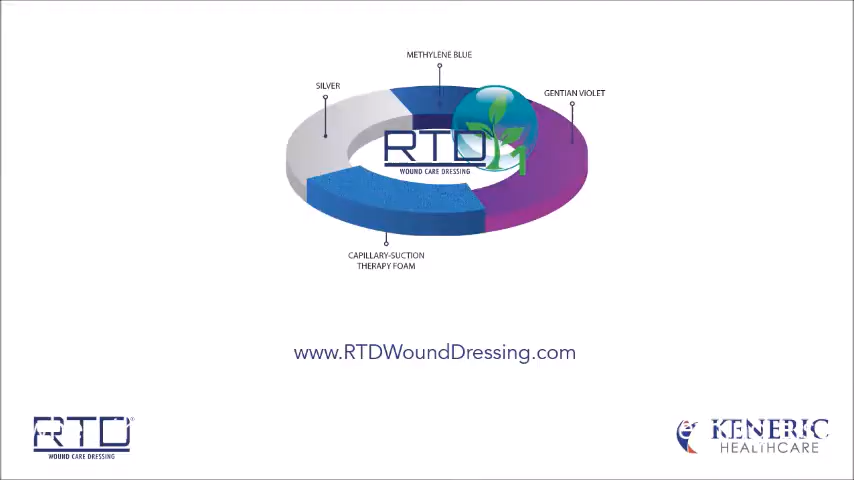 METHYLENE BLUE
SILVER
GENTIAN VIOLET
RTD
1
WOUND CARE DRESSING
CAPILLARY-SUCTION
THERAPY FOAM
www.RTDWoundDressing.com
RTD®
WOUND CARE DRESSING
KENERIC
HEALTHCARE